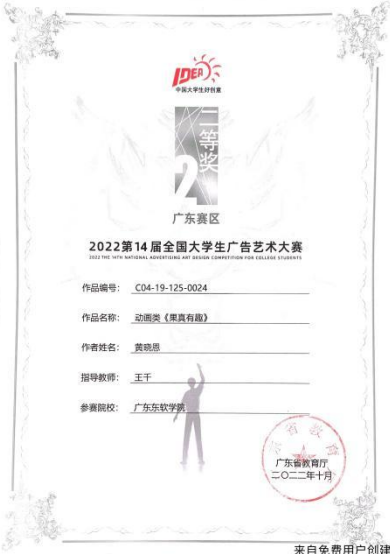 IDEA
中国大学生好创意
二等奖
2
广东赛区
2022第14届全国大学生广告艺术大赛
2022 THE 14TH NATIONAL ADVERTISING ART DESIGN COMPETITION FOR COLLEGE STUDENTS
作品编号： C04-19-125-0024
作品名称： 动画类《果真有趣》
作者姓名： 黄晓恩
指导教师： 王千
参赛院校： 广东东软学院
广东省教育厅
二〇二二年十月
来自免费用户创建